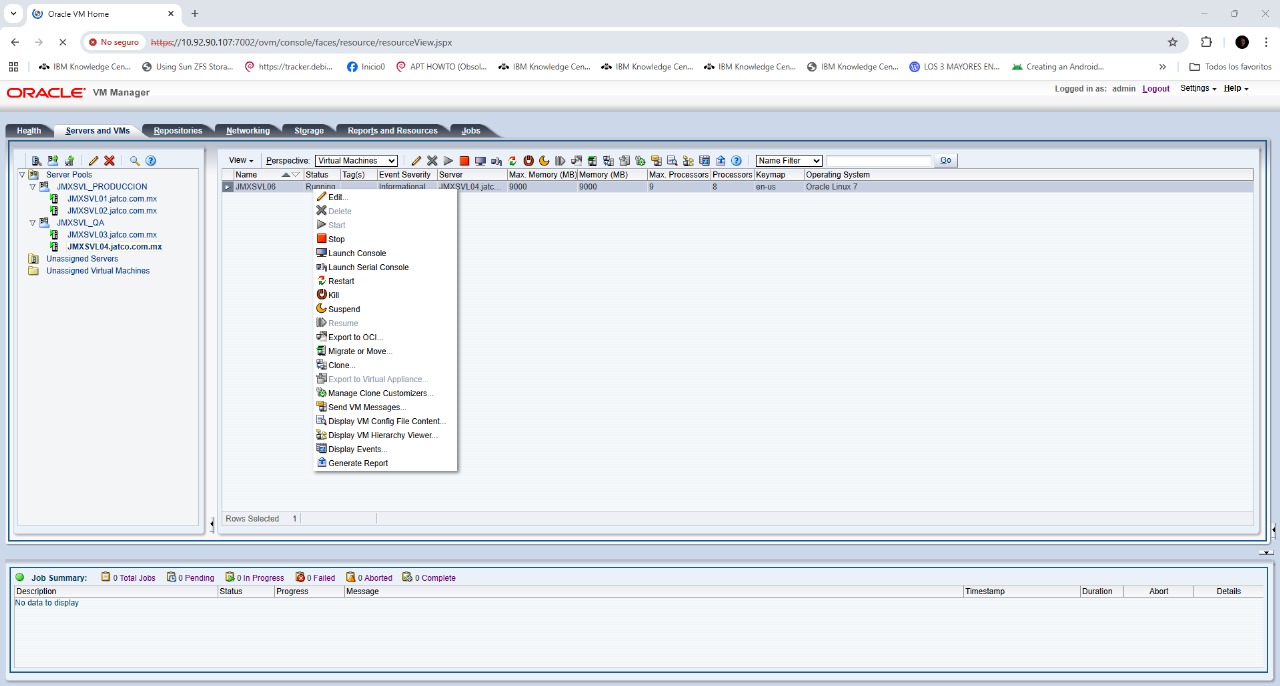 Oracle VM Home
No seguro https://10.92.90.107:7002/ovm/console/faces/resource/resourceView.jspx
IBM Knowledge Cen... Using Sun ZFS Stora... https://tracker.debi... Inicio0 APT HOWTO (Obsol... IBM Knowledge Cen... IBM Knowledge Cen... IBM Knowledge Cen... IBM Knowledge Cen... LOS 3 MAYORES EN... Creating an Android... » Todos los favoritos
ORACLE VM Manager
Logged in as: admin Logout Settings Help
Health Servers and VMs Repositories Networking Storage Reports and Resources Jobs
View Perspective: Virtual Machines Name Filter Go
Server Pools
JMXSVL_PRODUCCION
JMXSVL01.jatco.com.mx
JMXSVL02.jatco.com.mx
JMXSVL_QA
JMXSVL03.jatco.com.mx
JMXSVL04.jatco.com.mx
Unassigned Servers
Unassigned Virtual Machines
Name Status Tag(s) Event Severity Server Max. Memory (MB) Memory (MB) Max. Processors Processors Keymap Operating System
JMXSVL06 Running Informational JMXSVL04.jatc... 9000 9000 9 8 en-us Oracle Linux 7
Edit...
Delete
Start
Stop
Launch Console
Launch Serial Console
Restart
Kill
Suspend
Resume
Export to OCI...
Migrate or Move...
Clone...
Export to Virtual Appliance...
Manage Clone Customizers...
Send VM Messages...
Display VM Config File Content...
Display VM Hierarchy Viewer...
Display Events...
Generate Report
Rows Selected 1
Job Summary: 0 Total Jobs 0 Pending 0 In Progress 0 Failed 0 Aborted 0 Complete
Description Status Progress Message Timestamp Duration Abort Details
No data to display